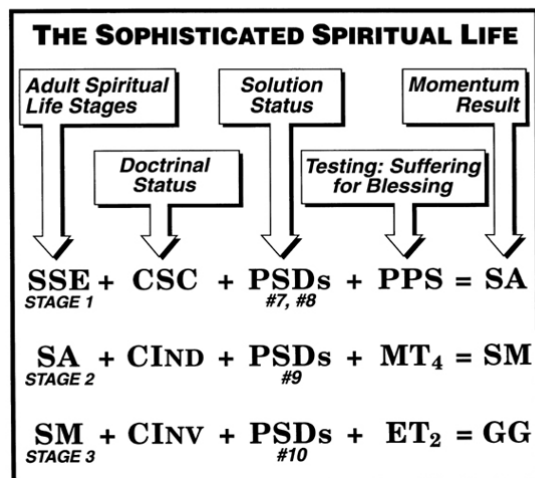 THE SOPHISTICATED SPIRITUAL LIFE
Adult Spiritual
Life Stages
Solution
Status
Momentum
Result
Doctrinal
Status
Testing: Suffering
for Blessing
SSE + CSC + PSDs + PPS = SA
STAGE 1 #7, #8
SA + CIND + PSDs + MT₄ = SM
STAGE 2 #9
SM + CINV + PSDs + ET₂ = GG
STAGE 3 #10